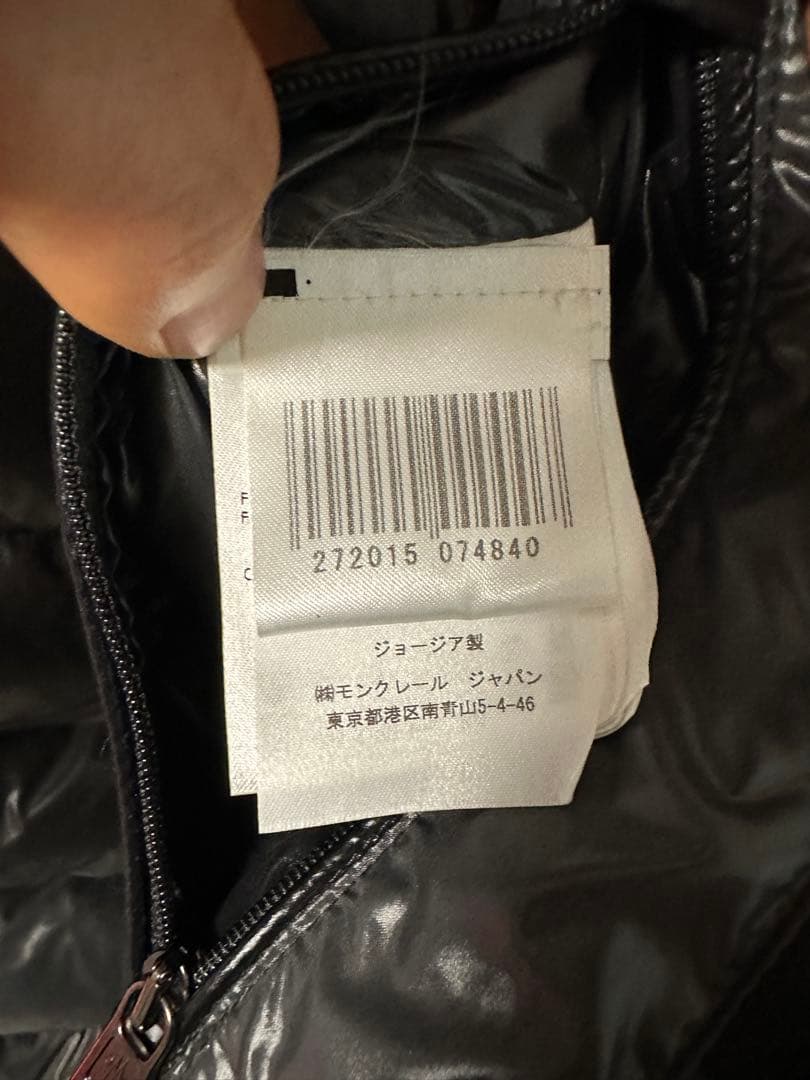 272015 074840
F
F
C
ジョージア製
㈱モンクレール ジャパン
東京都港区南青山5-4-46